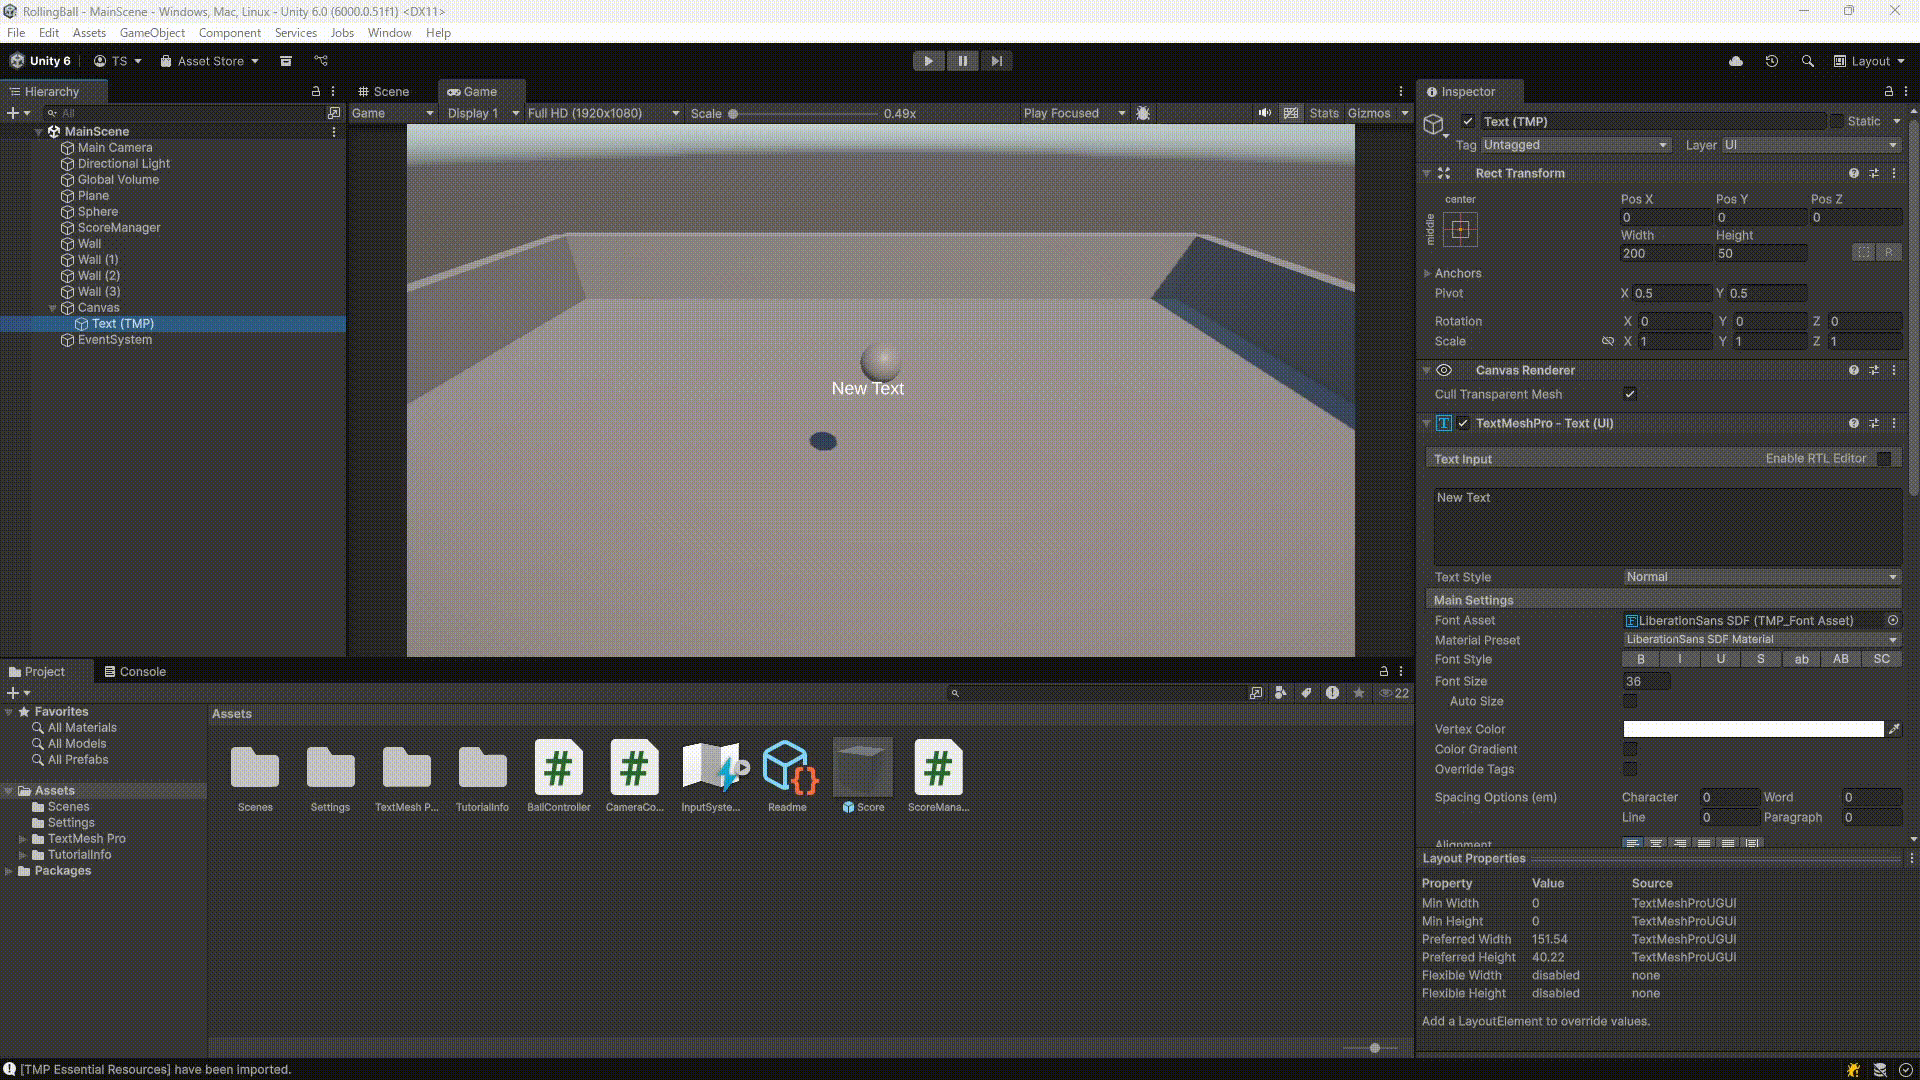 RollingBall - MainScene - Windows, Mac, Linux - Unity 6.0 (6000.0.51f1) <DX11>
File Edit Assets GameObject Component Services Jobs Window Help
Unity 6 TS Asset Store Layout
Hierarchy
All
MainScene
Main Camera
Directional Light
Global Volume
Plane
Sphere
ScoreManager
Wall
Wall (1)
Wall (2)
Wall (3)
Canvas
Text (TMP)
EventSystem
Scene Game
Game Display 1 Full HD (1920x1080) Scale 0.49x Play Focused Stats Gizmos
New Text
Inspector
Text (TMP) Static
Tag Untagged Layer UI
Rect Transform
center
middle
Pos X Pos Y Pos Z
0 0 0
Width Height
200 50 R
Anchors
Pivot X 0.5 Y 0.5
Rotation X 0 Y 0 Z 0
Scale X 1 Y 1 Z 1
Canvas Renderer
Cull Transparent Mesh
TextMeshPro - Text (UI)
Text Input Enable RTL Editor
New Text
Text Style Normal
Main Settings
Font Asset LiberationSans SDF (TMP_Font Asset)
Material Preset LiberationSans SDF Material
Font Style B I U S ab AB SC
Font Size 36
Auto Size
Vertex Color
Color Gradient
Override Tags
Spacing Options (em) Character 0 Word 0
Line 0 Paragraph 0
Alignment
Layout Properties
Property Value Source
Min Width 0 TextMeshProUGUI
Min Height 0 TextMeshProUGUI
Preferred Width 151.54 TextMeshProUGUI
Preferred Height 40.22 TextMeshProUGUI
Flexible Width disabled none
Flexible Height disabled none
Add a LayoutElement to override values.
Project Console
22
Favorites
All Materials
All Models
All Prefabs
Assets
Scenes
Settings
TextMesh Pro
TutorialInfo
Packages
Assets
Scenes Settings TextMesh P... TutorialInfo BallController CameraCo... InputSyste... Readme Score ScoreMana...
[TMP Essential Resources] have been imported.